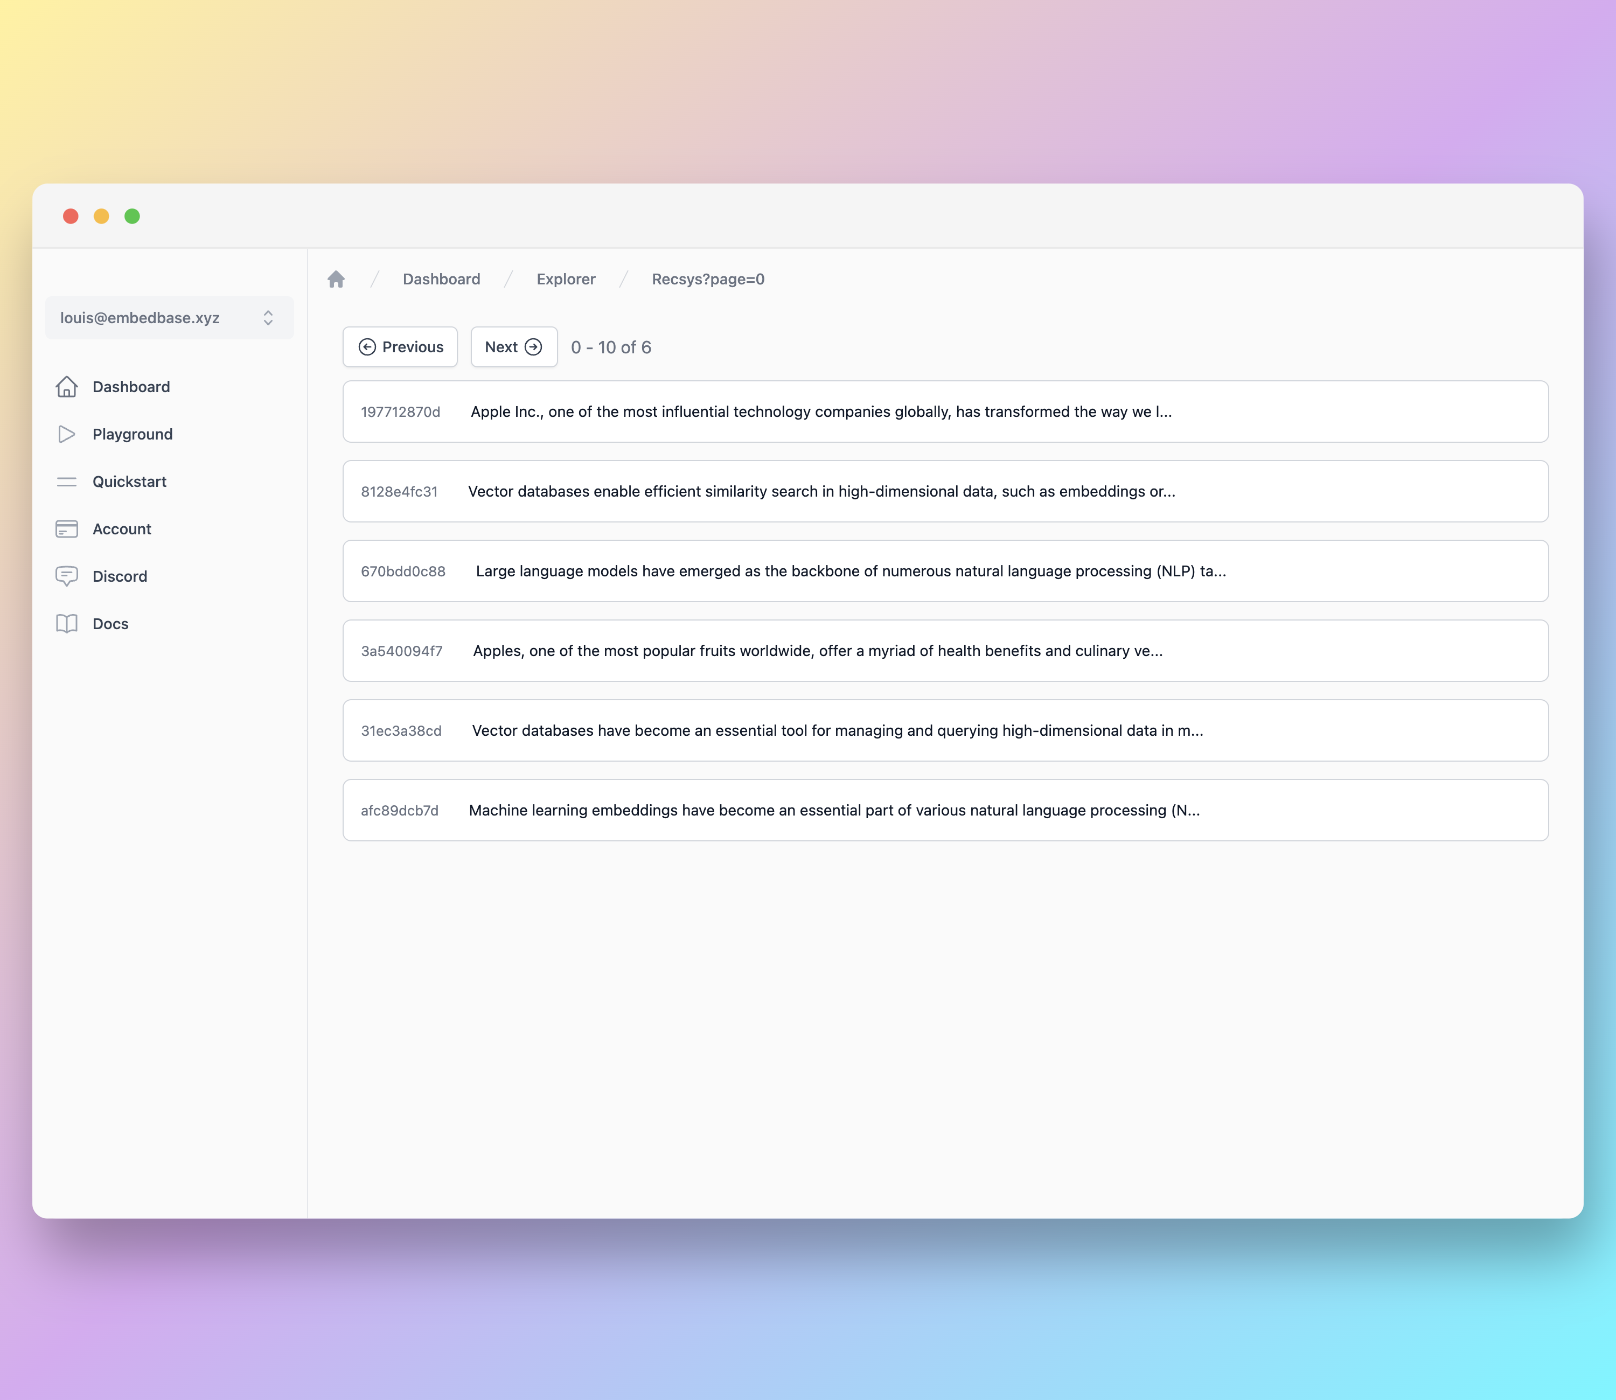 louis@embedbase.xyz
Dashboard
Playground
Quickstart
Account
Discord
Docs
Dashboard / Explorer / Recsys?page=0
Previous Next 0 - 10 of 6
197712870d Apple Inc., one of the most influential technology companies globally, has transformed the way we l...
8128e4fc31 Vector databases enable efficient similarity search in high-dimensional data, such as embeddings or...
670bdd0c88 Large language models have emerged as the backbone of numerous natural language processing (NLP) ta...
3a540094f7 Apples, one of the most popular fruits worldwide, offer a myriad of health benefits and culinary ve...
31ec3a38cd Vector databases have become an essential tool for managing and querying high-dimensional data in m...
afc89dcb7d Machine learning embeddings have become an essential part of various natural language processing (N...